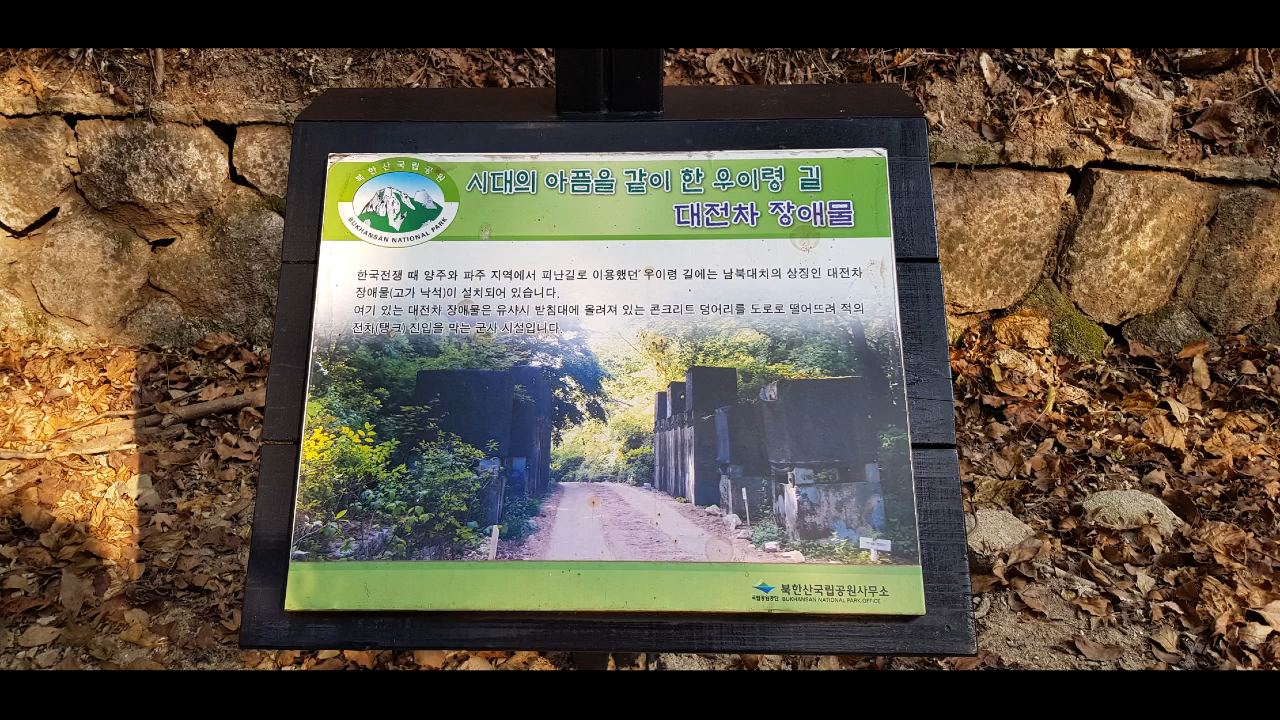 북한산국립공원
BUKHANSAN NATIONAL PARK
시대의 아픔을 같이 한 우이령 길
대전차 장애물
한국전쟁 때 양주와 파주 지역에서 피난길로 이용했던 우이령 길에는 남북대치의 상징인 대전차
장애물(고가 낙석)이 설치되어 있습니다.
여기 있는 대전차 장애물은 유사시 받침대에 올려져 있는 콘크리트 덩어리를 도로로 떨어뜨려 적의
전차(탱크) 진입을 막는 군사 시설입니다.
국립공원공단
북한산국립공원사무소
BUKHANSAN NATIONAL PARK OFFICE